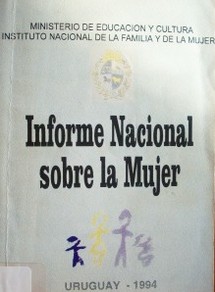 MINISTERIO DE EDUCACION Y CULTURA
INSTITUTO NACIONAL DE LA FAMILIA Y DE LA MUJER
Informe Nacional
sobre la Mujer
URUGUAY - 1994